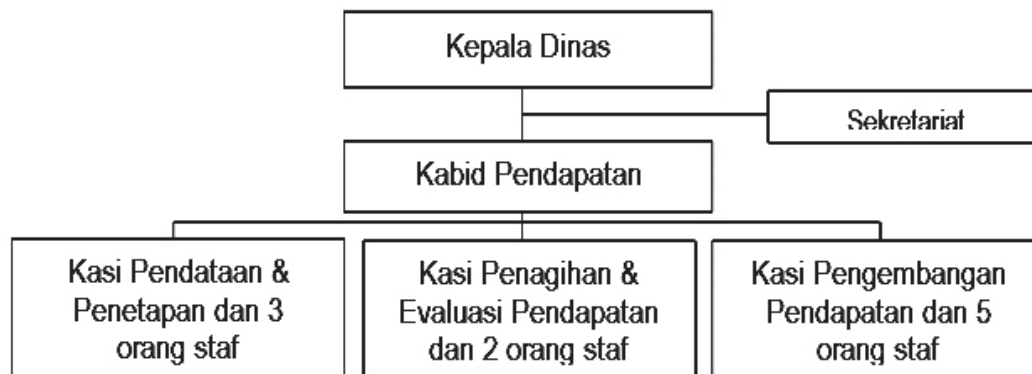 Kepala Dinas
Sekretariat
Kabid Pendapatan
Kasi Pendataan &
Penetapan dan 3
orang staf
Kasi Penagihan &
Evaluasi Pendapatan
dan 2 orang staf
Kasi Pengembangan
Pendapatan dan 5
orang staf